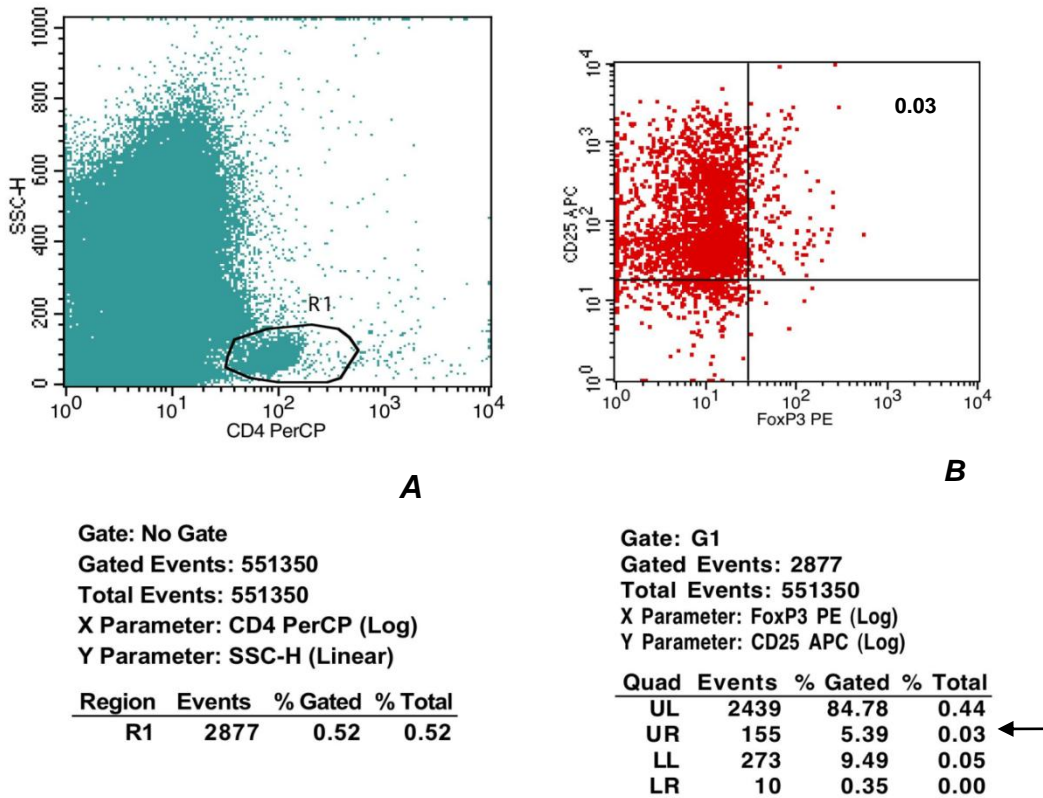 1000
800
600
400
200
0
SSC-H
R1
10^0 10^1 10^2 10^3 10^4
CD4 PerCP
A
10^4
10^3
10^2
10^1
10^0
CD25 APC
0.03
10^0 10^1 10^2 10^3 10^4
FoxP3 PE
B
Gate: No Gate
Gated Events: 551350
Total Events: 551350
X Parameter: CD4 PerCP (Log)
Y Parameter: SSC-H (Linear)
Region Events % Gated % Total
R1 2877 0.52 0.52
Gate: G1
Gated Events: 2877
Total Events: 551350
X Parameter: FoxP3 PE (Log)
Y Parameter: CD25 APC (Log)
Quad Events % Gated % Total
UL 2439 84.78 0.44
UR 155 5.39 0.03
LL 273 9.49 0.05
LR 10 0.35 0.00